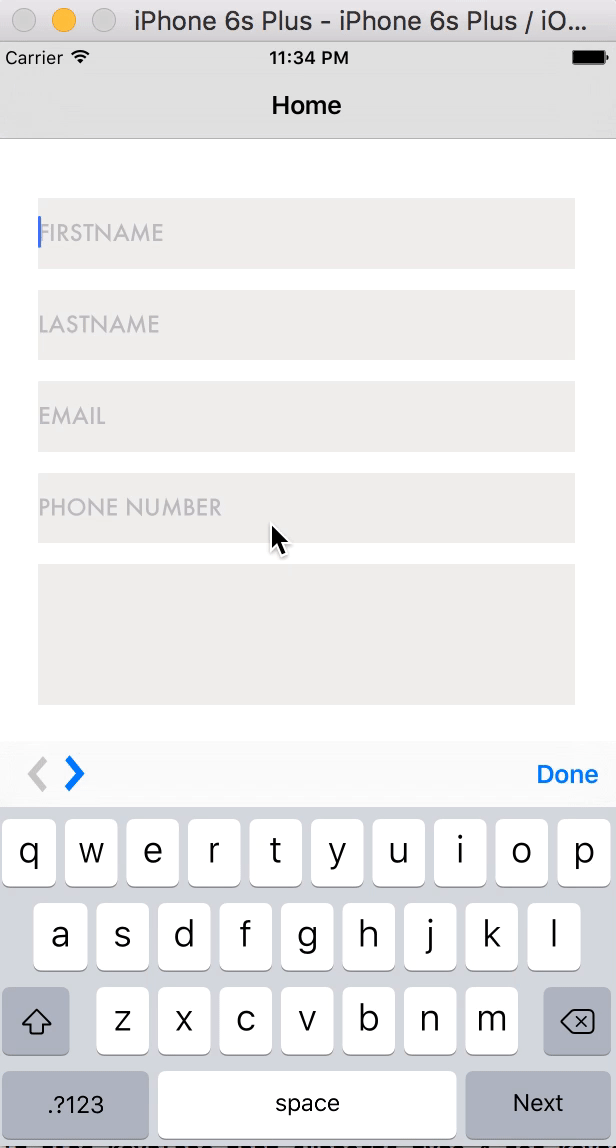 iPhone 6s Plus - iPhone 6s Plus / iO...
Carrier 11:34 PM
Home
FIRSTNAME
LASTNAME
EMAIL
PHONE NUMBER
Done
q w e r t y u i o p
a s d f g h j k l
z x c v b n m
.?123 space Next